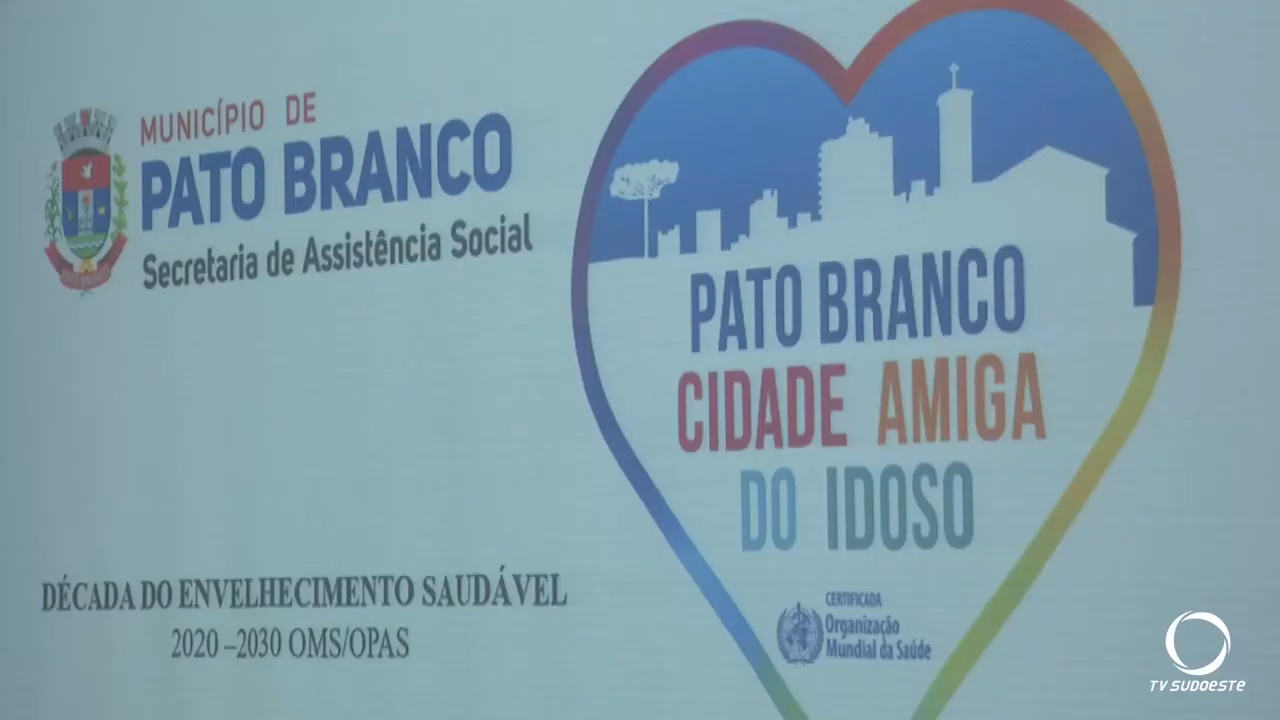 MUNICÍPIO DE
PATO BRANCO
Secretaria de Assistência Social
PATO BRANCO
CIDADE AMIGA
DO IDOSO
CERTIFICADA
Organização
Mundial da Saúde
DÉCADA DO ENVELHECIMENTO SAUDÁVEL
2020 –2030 OMS/OPAS
TV SUDOESTE